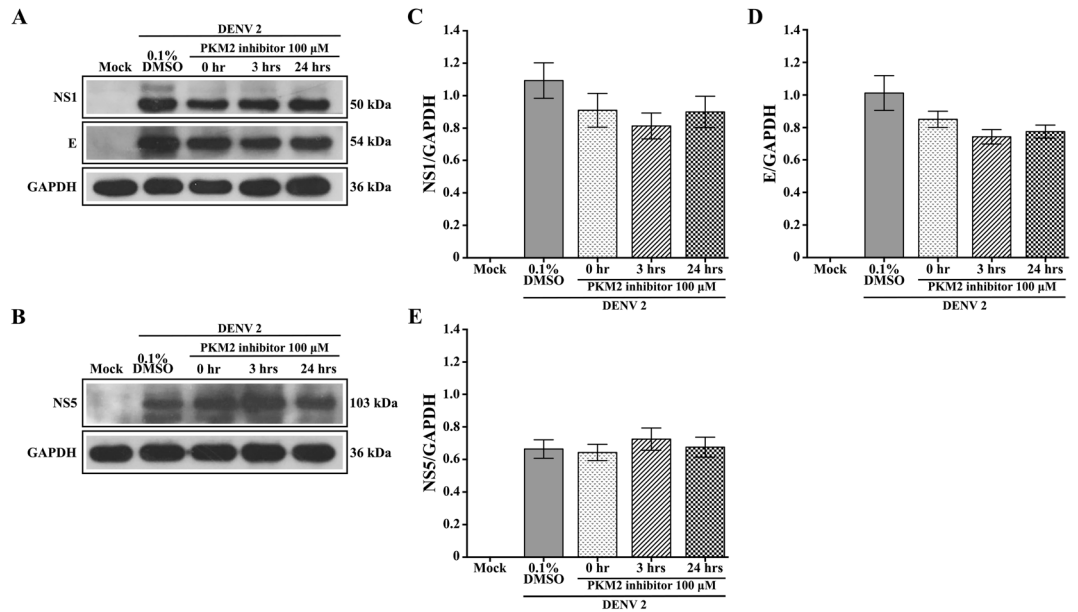 A
DENV 2
0.1%
DMSO
PKM2 inhibitor 100 µM
Mock
0 hr 3 hrs 24 hrs
NS1 50 kDa
E 54 kDa
GAPDH 36 kDa
B
DENV 2
0.1%
DMSO
PKM2 inhibitor 100 µM
Mock
0 hr 3 hrs 24 hrs
NS5 103 kDa
GAPDH 36 kDa
C
NS1/GAPDH
1.4
1.2
1.0
0.8
0.6
0.4
0.2
0
Mock 0.1% 0 hr 3 hrs 24 hrs
DMSO PKM2 inhibitor 100 µM
DENV 2
D
E/GAPDH
1.4
1.2
1.0
0.8
0.6
0.4
0.2
0
Mock 0.1% 0 hr 3 hrs 24 hrs
DMSO PKM2 inhibitor 100 µM
DENV 2
E
NS5/GAPDH
1.4
1.2
1.0
0.8
0.6
0.4
0.2
0
Mock 0.1% 0 hr 3 hrs 24 hrs
DMSO PKM2 inhibitor 100 µM
DENV 2